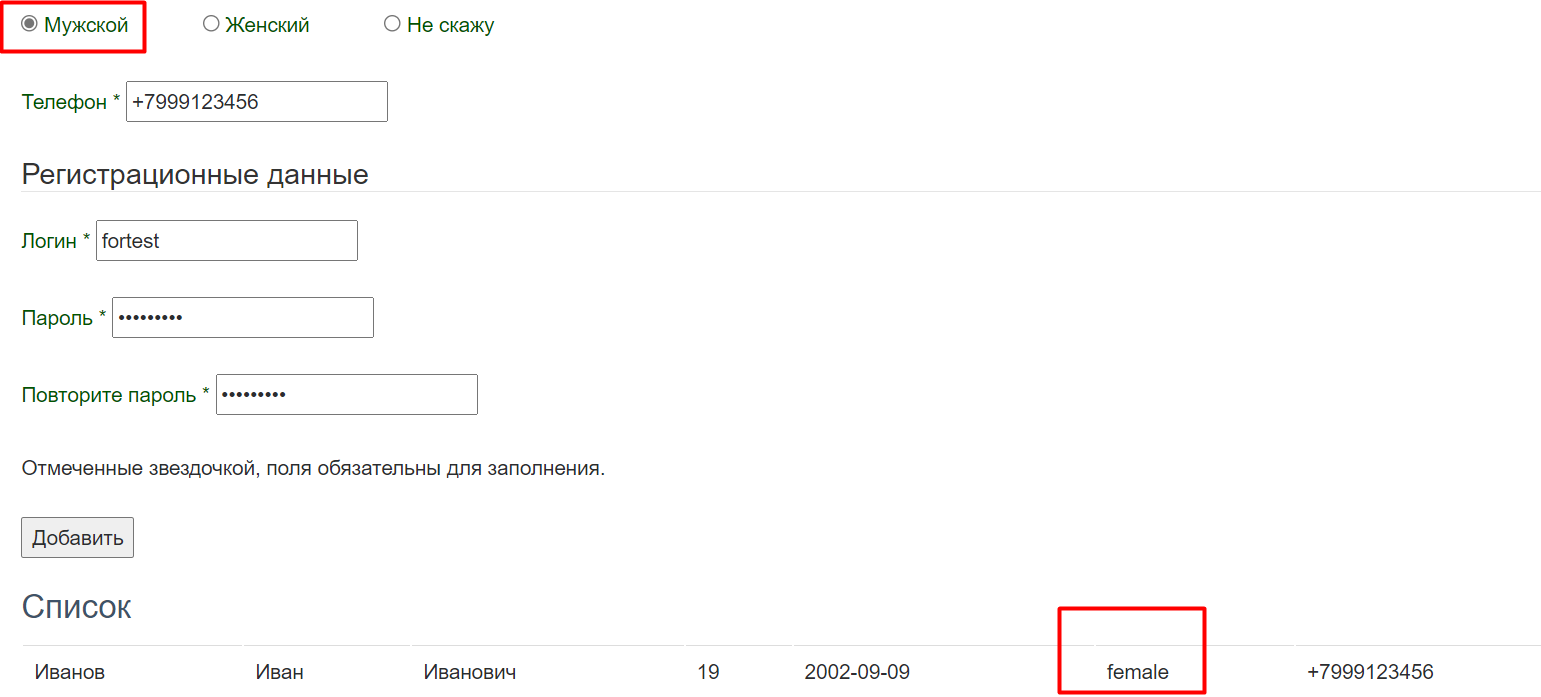 Мужской Женский Не скажу
Телефон * +7999123456
Регистрационные данные
Логин * fortest
Пароль * •••••••••
Повторите пароль * •••••••••
Отмеченные звездочкой, поля обязательны для заполнения.
Добавить
Список
Иванов Иван Иванович 19 2002-09-09 female +7999123456